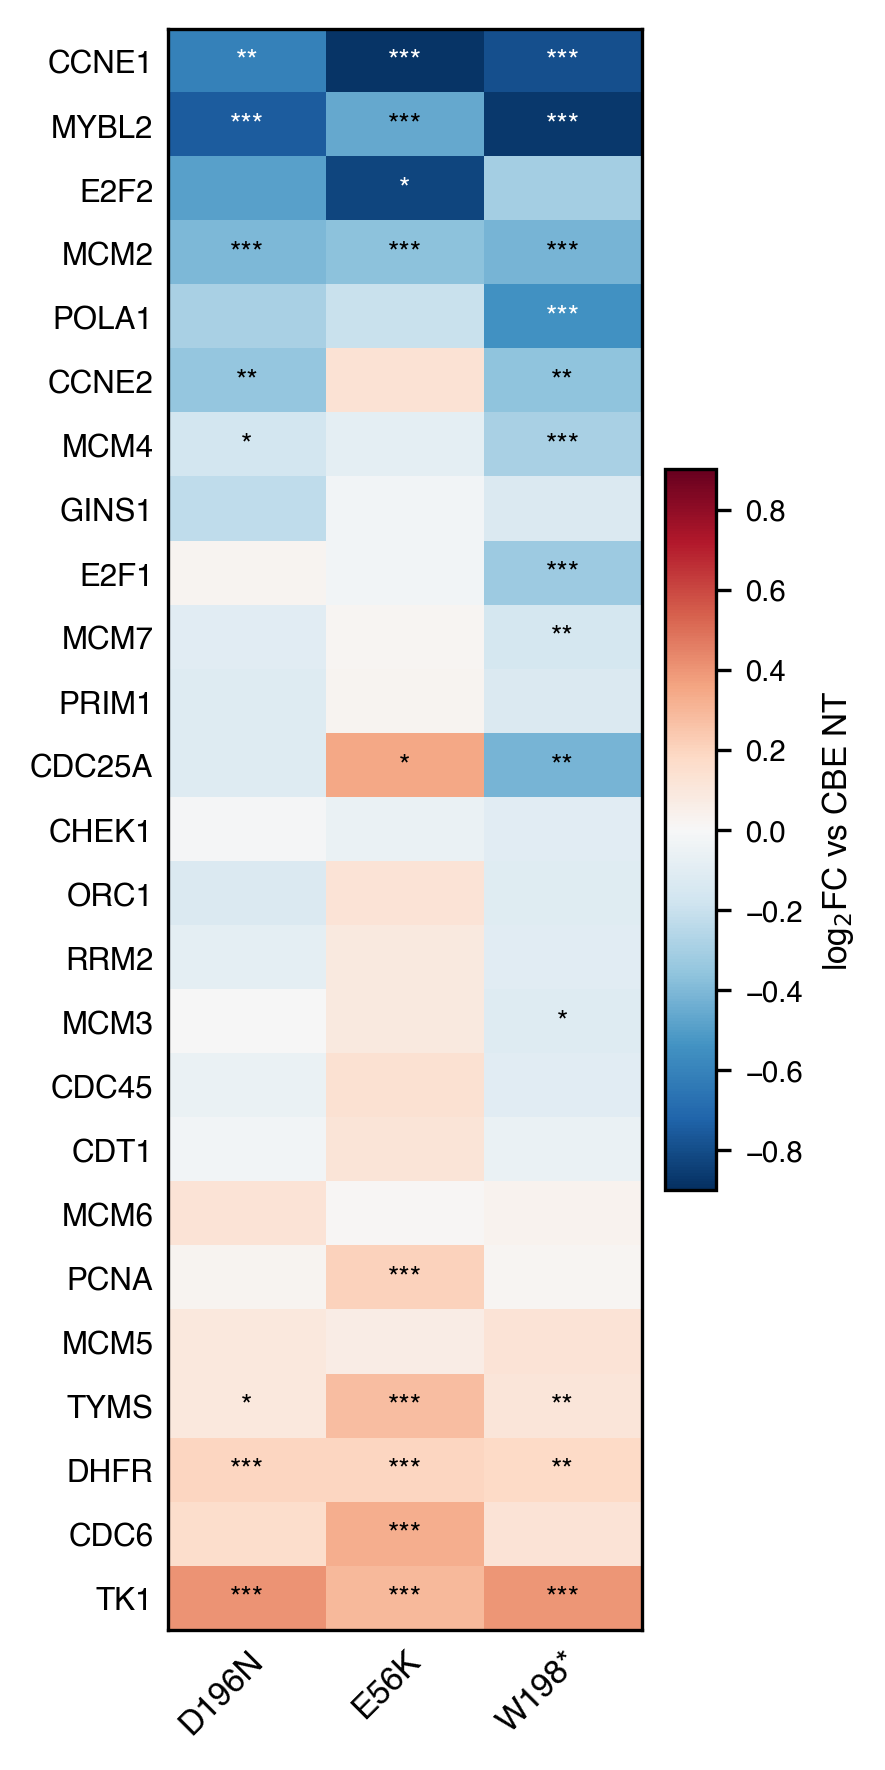 CCNE1 ** *** ***
MYBL2 *** *** ***
E2F2 *
MCM2 *** *** ***
POLA1 ***
CCNE2 ** **
MCM4 * ***
GINS1
E2F1 ***
MCM7 **
PRIM1
CDC25A * **
CHEK1
ORC1
RRM2
MCM3 *
CDC45
CDT1
MCM6
PCNA ***
MCM5
TYMS * *** **
DHFR *** *** **
CDC6 ***
TK1 *** *** ***
D196N E56K W198*
0.8
0.6
0.4
0.2
0.0
−0.2
−0.4
−0.6
−0.8
log₂FC vs CBE NT